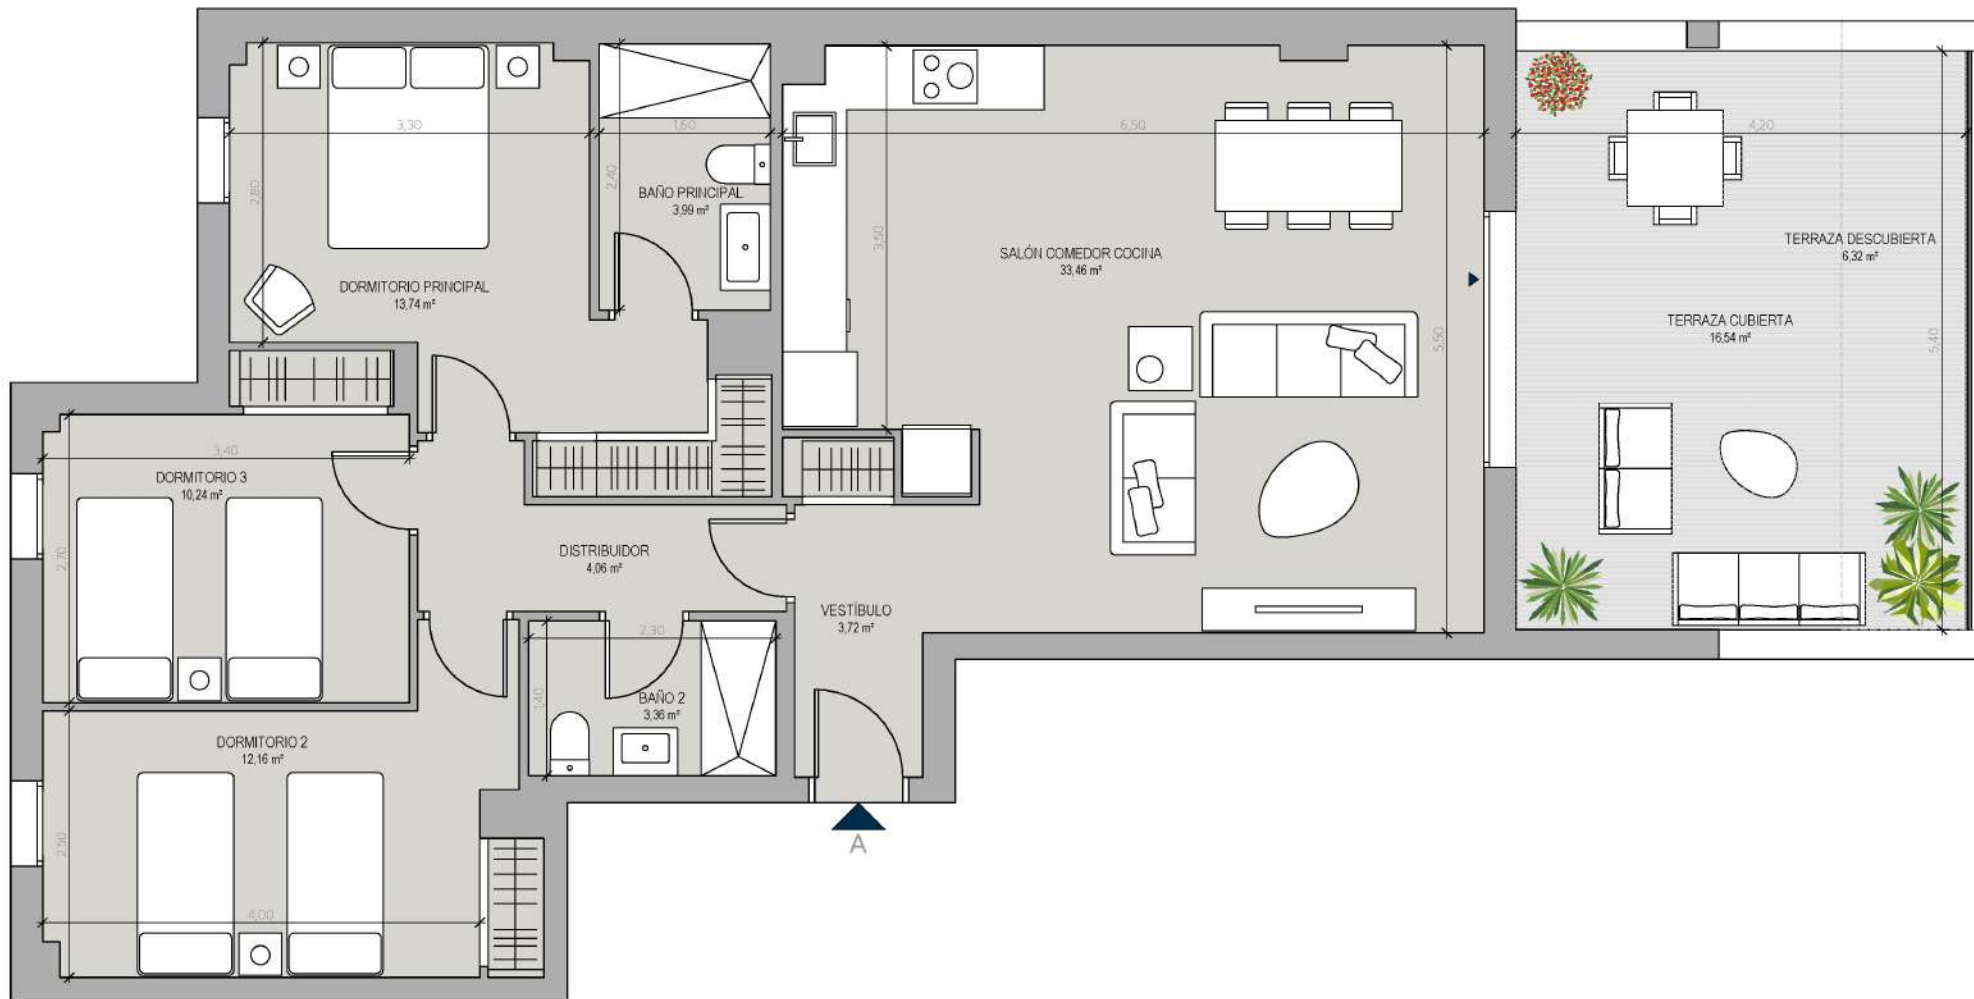 3,30
1,60
6,50
4,20
2,80
2,40
BAÑO PRINCIPAL
3,99 m²
3,50
SALÓN COMEDOR COCINA
33,46 m²
TERRAZA DESCUBIERTA
6,32 m²
DORMITORIO PRINCIPAL
13,74 m²
TERRAZA CUBIERTA
16,54 m²
5,50
5,40
3,40
DORMITORIO 3
10,24 m²
2,70
DISTRIBUIDOR
4,06 m²
VESTÍBULO
3,72 m²
2,30
1,40
BAÑO 2
3,36 m²
DORMITORIO 2
12,16 m²
2,50
4,00
A